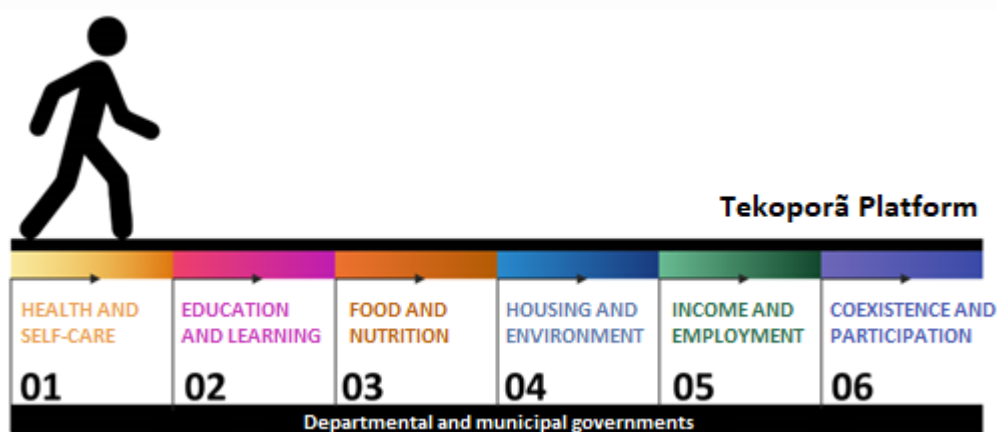 Tekoporã Platform
HEALTH AND
SELF-CARE
01
EDUCATION
AND LEARNING
02
FOOD AND
NUTRITION
03
HOUSING AND
ENVIRONMENT
04
INCOME AND
EMPLOYMENT
05
COEXISTENCE AND
PARTICIPATION
06
Departmental and municipal governments